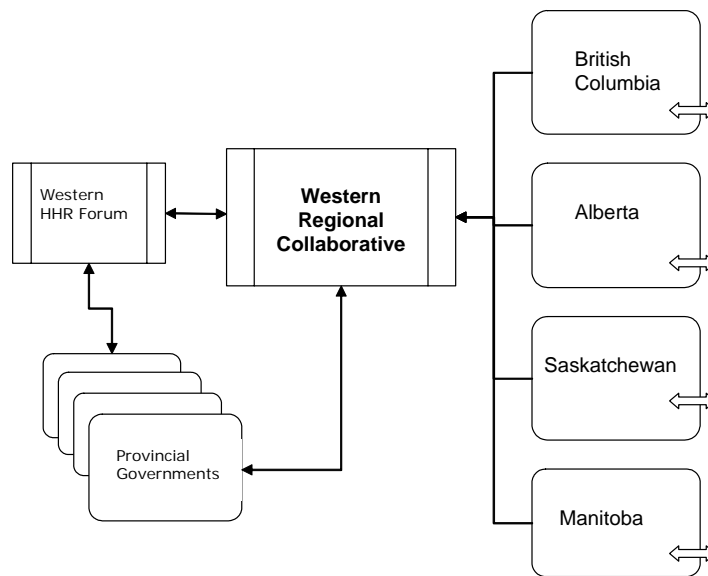 Western
HHR Forum
Western
Regional
Collaborative
British
Columbia
Alberta
Saskatchewan
Manitoba
Provincial
Governments